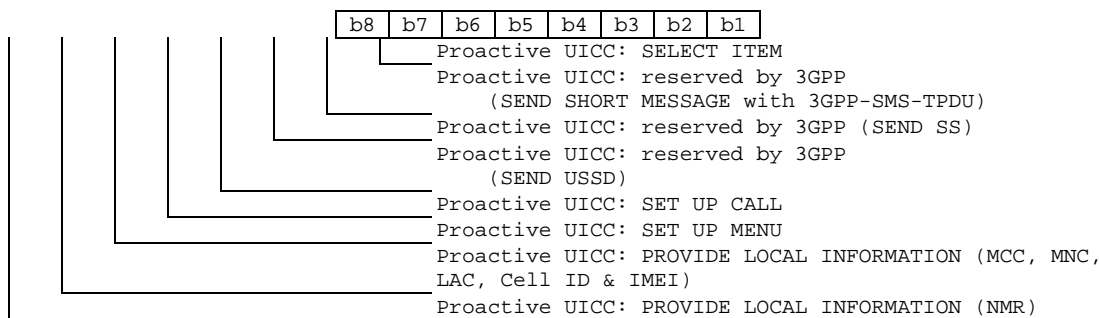 b8 b7 b6 b5 b4 b3 b2 b1
Proactive UICC: SELECT ITEM
Proactive UICC: reserved by 3GPP
(SEND SHORT MESSAGE with 3GPP-SMS-TPDU)
Proactive UICC: reserved by 3GPP (SEND SS)
Proactive UICC: reserved by 3GPP
(SEND USSD)
Proactive UICC: SET UP CALL
Proactive UICC: SET UP MENU
Proactive UICC: PROVIDE LOCAL INFORMATION (MCC, MNC,
LAC, Cell ID & IMEI)
Proactive UICC: PROVIDE LOCAL INFORMATION (NMR)